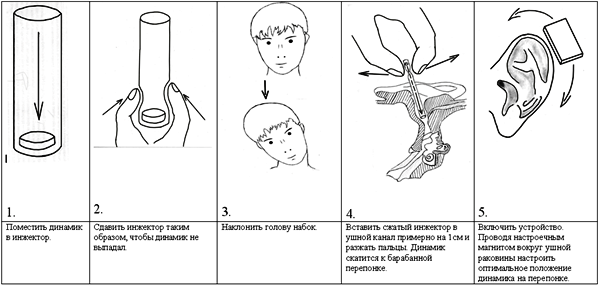 1.
Поместить динамик
в инжектор.
2.
Сдавить инжектор таким
образом, чтобы динамик не
выпадал.
3.
Наклонить голову набок.
4.
Вставить сжатый инжектор в
ушной канал примерно на 1см и
разжать пальцы. Динамик
скатится к барабанной
перепонке.
5.
Включить устройство.
Проводя настроечным
магнитом вокруг ушной
раковины настроить
оптимальное положение
динамика на перепонке.